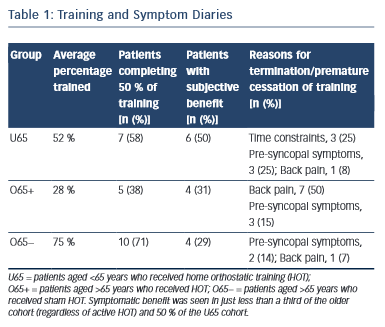 Table 1: Training and Symptom Diaries
Group Average Patients Patients Reasons for
percentage completing with termination/premature
trained 50 % of subjective cessation of training
training benefit [n (%)]
[n (%)] [n (%)]
U65 52 % 7 (58) 6 (50) Time constraints, 3 (25)
Pre-syncopal symptoms,
3 (25); Back pain, 1 (8)
O65+ 28 % 5 (38) 4 (31) Back pain, 7 (50)
Pre-syncopal symptoms,
3 (15)
O65– 75 % 10 (71) 4 (29) Pre-syncopal symptoms,
2 (14); Back pain, 1 (7)
U65 = patients aged <65 years who received home orthostatic training (HOT);
O65+ = patients aged >65 years who received HOT; O65– = patients aged >65 years who
received sham HOT. Symptomatic benefit was seen in just less than a third of the older
cohort (regardless of active HOT) and 50 % of the U65 cohort.